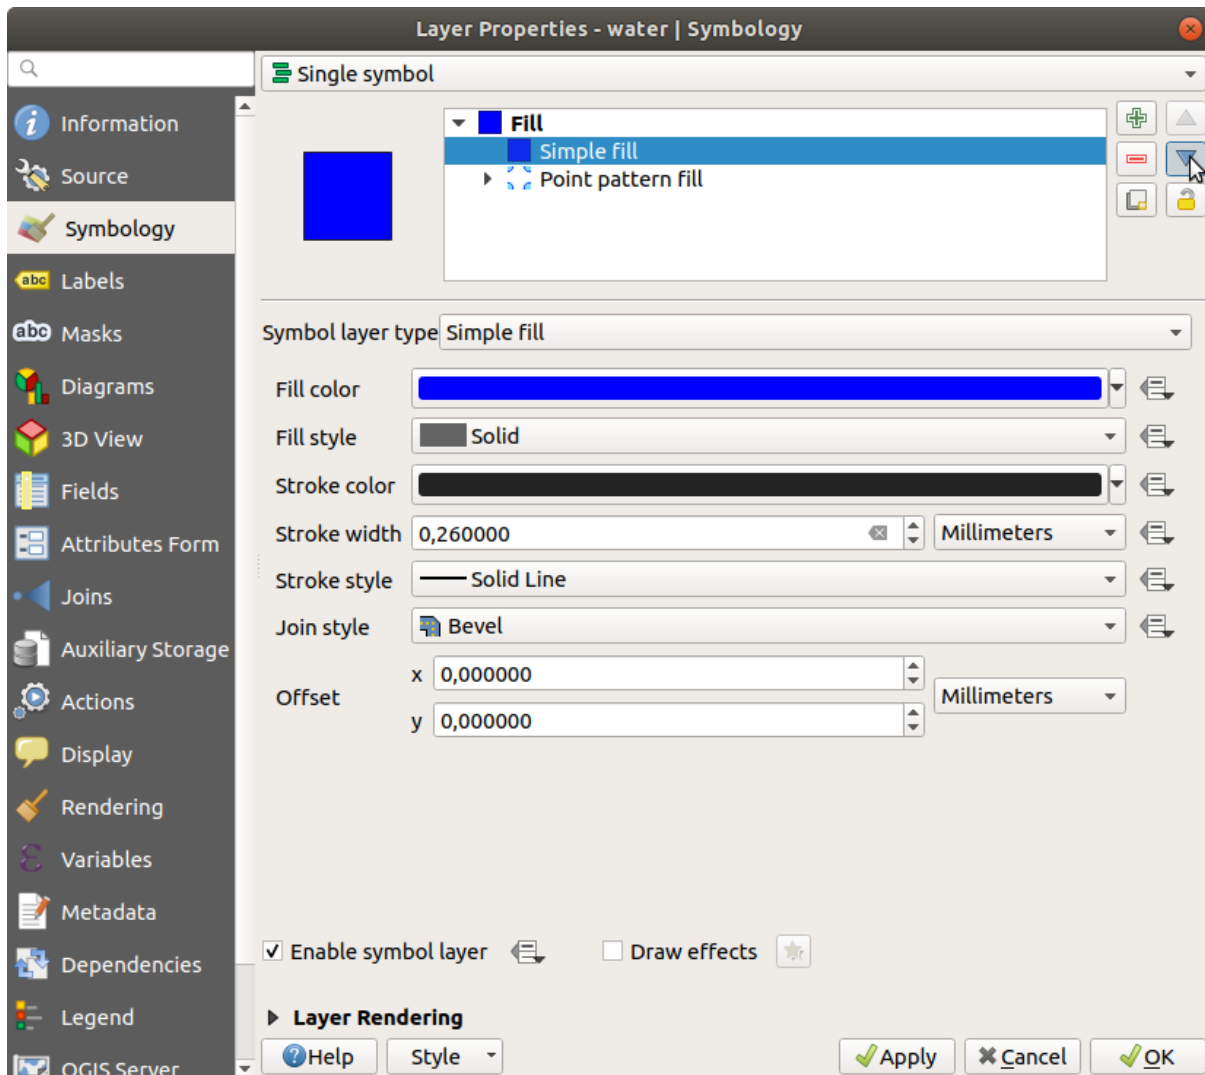 Layer Properties - water | Symbology
Single symbol
Information
Source
Symbology
abc Labels
abc Masks
Diagrams
3D View
Fields
Attributes Form
Joins
Auxiliary Storage
Actions
Display
Rendering
Variables
Metadata
Dependencies
Legend
QGIS Server
Fill
Simple fill
Point pattern fill
Symbol layer type Simple fill
Fill color
Fill style Solid
Stroke color
Stroke width 0,260000 Millimeters
Stroke style Solid Line
Join style Bevel
Offset
x 0,000000
y 0,000000
Millimeters
Enable symbol layer Draw effects
Layer Rendering
Help Style Apply Cancel OK